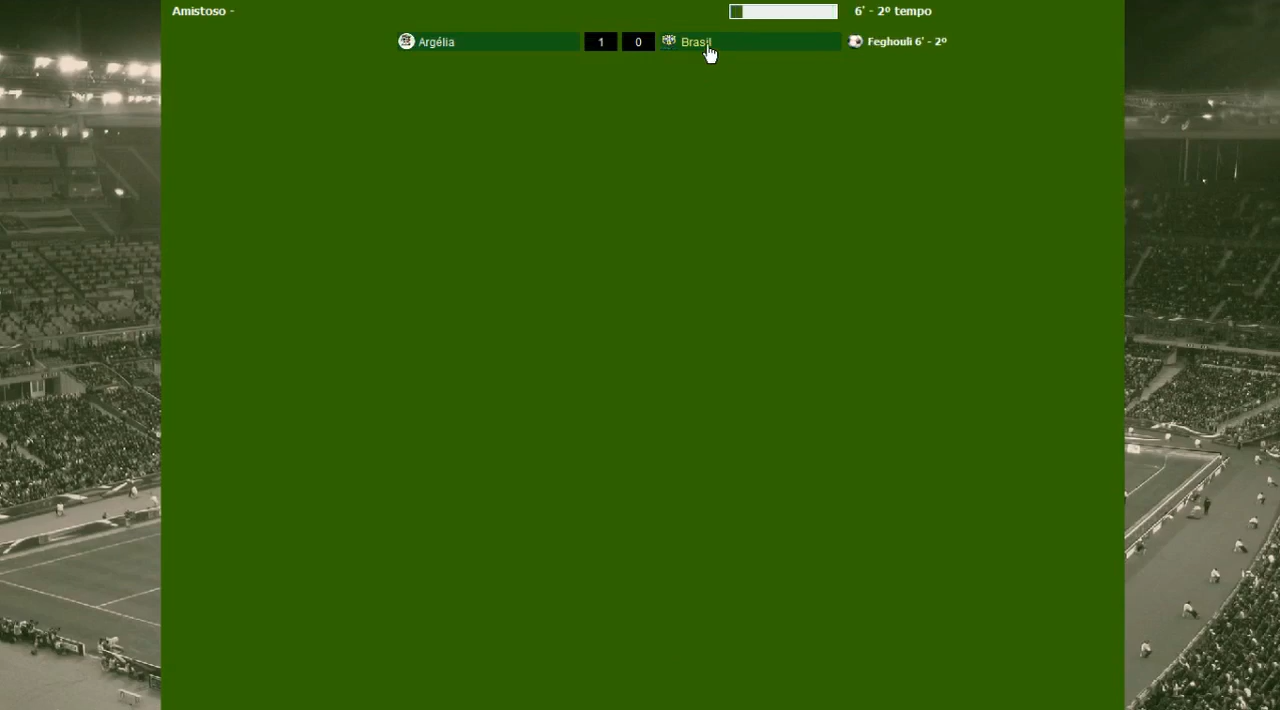 Amistoso - 6' - 2º tempo
Argélia 1 0 Brasil Feghouli 6' - 2º